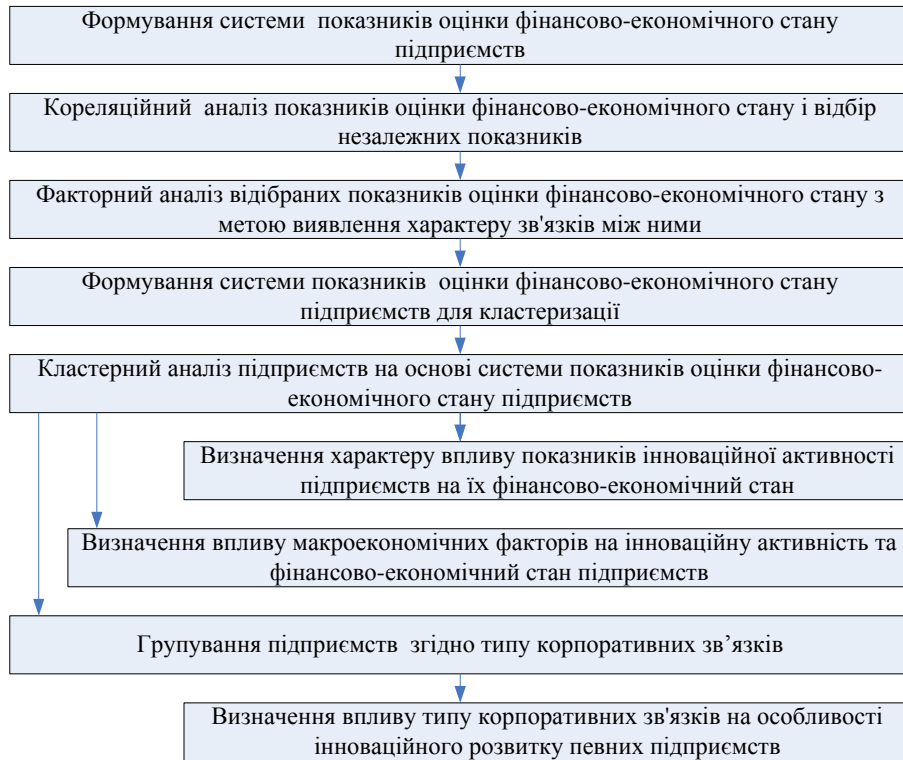 Формування системи показників оцінки фінансово-економічного стану
підприємств
Кореляційний аналіз показників оцінки фінансово-економічного стану і відбір
незалежних показників
Факторний аналіз відібраних показників оцінки фінансово-економічного стану з
метою виявлення характеру зв'язків між ними
Формування системи показників оцінки фінансово-економічного стану
підприємств для кластеризації
Кластерний аналіз підприємств на основі системи показників оцінки фінансово-
економічного стану підприємств
Визначення характеру впливу показників інноваційної активності
підприємств на їх фінансово-економічний стан
Визначення впливу макроекономічних факторів на інноваційну активність та
фінансово-економічний стан підприємств
Групування підприємств згідно типу корпоративних зв’язків
Визначення впливу типу корпоративних зв'язків на особливості
інноваційного розвитку певних підприємств